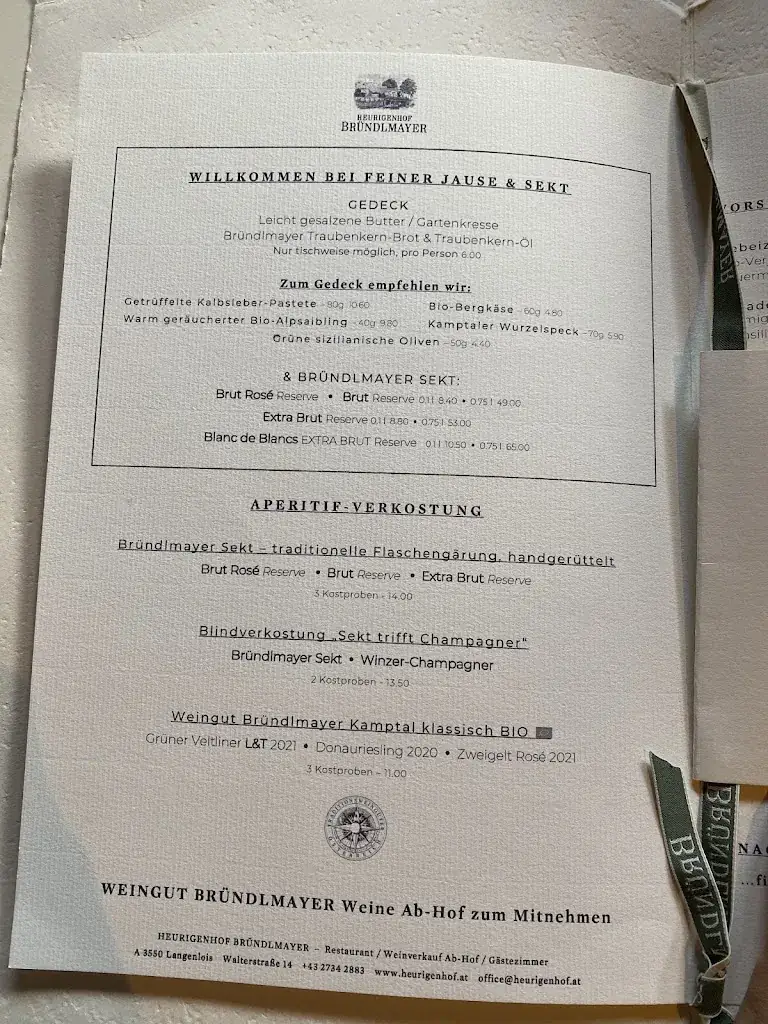 HEURIGENHOF
BRÜNDLMAYER
WILLKOMMEN BEI FEINER JAUSE & SEKT
GEDECK
Leicht gesalzene Butter / Gartenkresse
Bründlmayer Traubenkern-Brot & Traubenkern-Öl
Nur tischweise möglich, pro Person 6.00
Zum Gedeck empfehlen wir:
Getrüffelte Kalbsleber-Pastete - 80g 10.60 Bio-Bergkäse - 60g 4.80
Warm geräucherter Bio-Alpsaibling - 40g 9.80 Kamptaler Wurzelspeck - 70g 5.90
Grüne sizilianische Oliven - 50g 4.40
& BRÜNDLMAYER SEKT:
Brut Rosé Reserve • Brut Reserve 0.1 l 8.40 • 0.75 l 49.00
Extra Brut Reserve 0.1 l 8.80 • 0.75 l 53.00
Blanc de Blancs EXTRA BRUT Reserve 0.1 l 10.50 • 0.75 l 65.00
APERITIF-VERKOSTUNG
Bründlmayer Sekt – traditionelle Flaschengärung, handgerüttelt
Brut Rosé Reserve • Brut Reserve • Extra Brut Reserve
3 Kostproben - 14.00
Blindverkostung „Sekt trifft Champagner“
Bründlmayer Sekt • Winzer-Champagner
2 Kostproben - 13.50
Weingut Bründlmayer Kamptal klassisch BIO
Grüner Veltliner L&T 2021 • Donauriesling 2020 • Zweigelt Rosé 2021
3 Kostproben - 11.00
TRADITIONSWEINGÜTER
ÖSTERREICH
WEINGUT BRÜNDLMAYER Weine Ab-Hof zum Mitnehmen
HEURIGENHOF BRÜNDLMAYER – Restaurant / Weinverkauf Ab-Hof / Gästezimmer
A 3550 Langenlois Walterstraße 14 +43 2734 2883 www.heurigenhof.at office@heurigenhof.at
VORS
NA
...fi
BRÜNDL